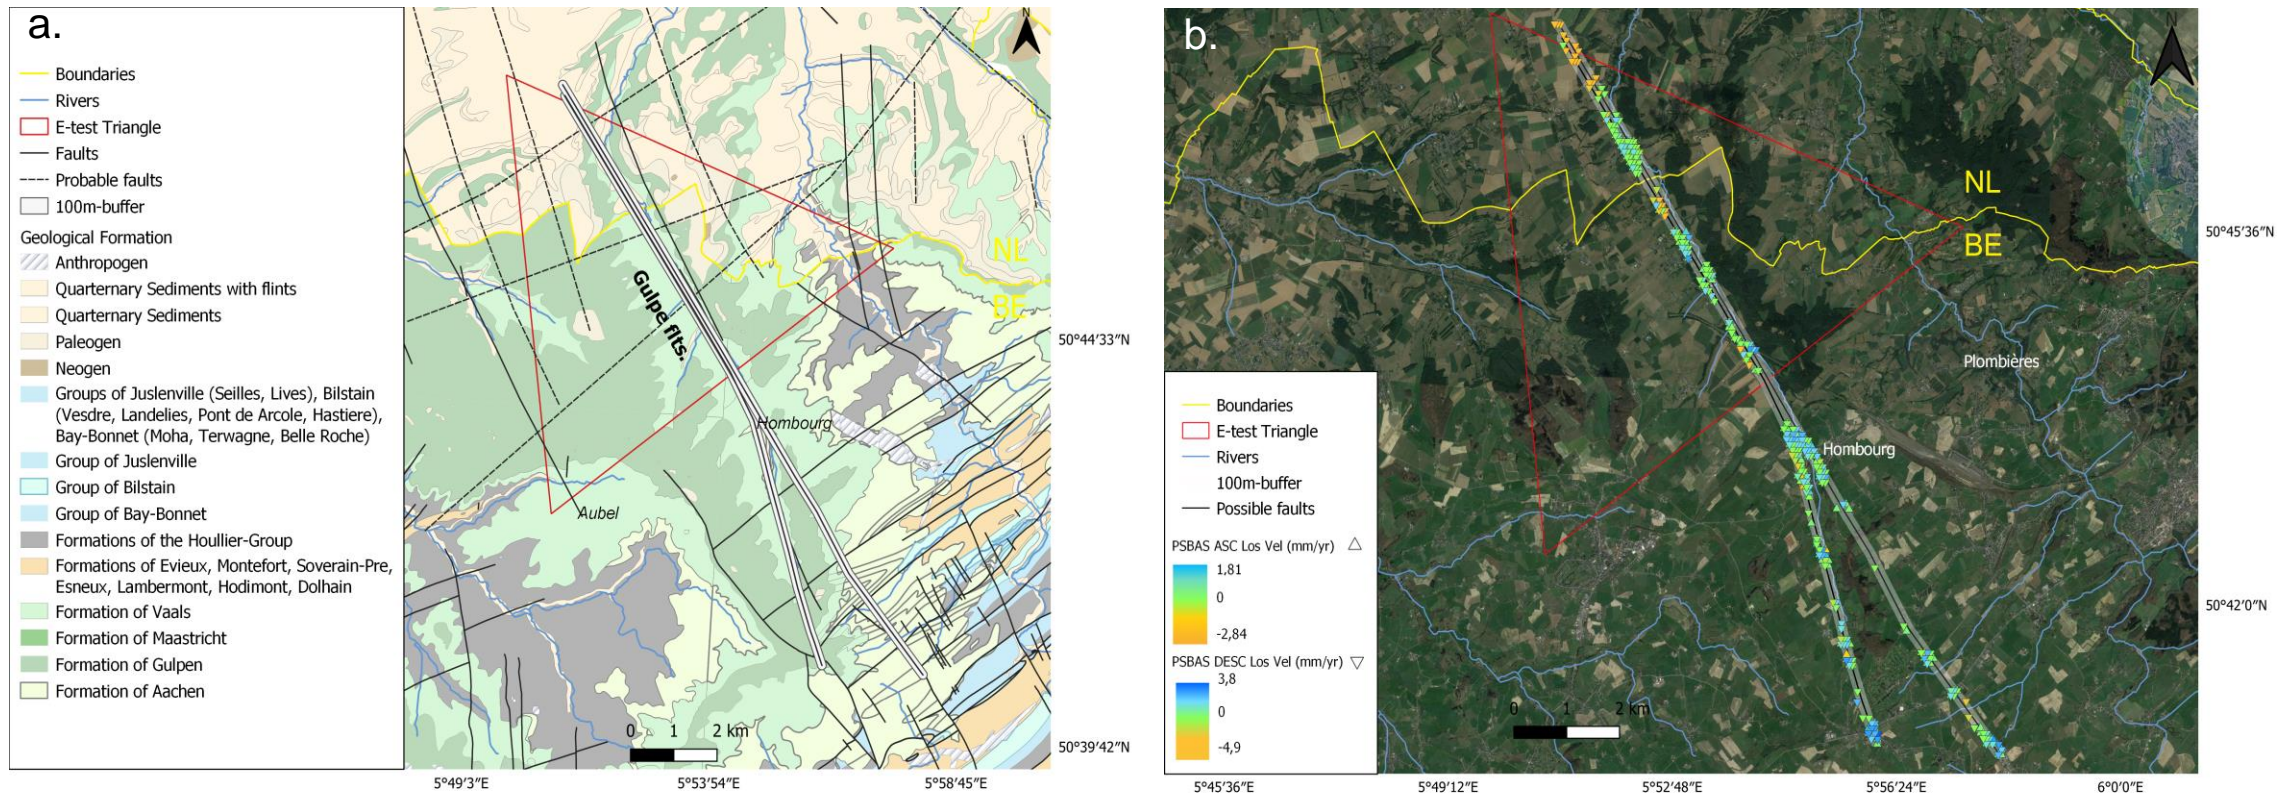 a.
N
Boundaries
Rivers
E-test Triangle
Faults
Probable faults
100m-buffer
Geological Formation
Anthropogen
Quarternary Sediments with flints
Quarternary Sediments
Paleogen
Neogen
Groups of Juslenville (Seilles, Lives), Bilstain
(Vesdre, Landelies, Pont de Arcole, Hastiere),
Bay-Bonnet (Moha, Terwagne, Belle Roche)
Group of Juslenville
Group of Bilstain
Group of Bay-Bonnet
Formations of the Houllier-Group
Formations of Evieux, Montefort, Soverain-Pre,
Esneux, Lambermont, Hodimont, Dolhain
Formation of Vaals
Formation of Maastricht
Formation of Gulpen
Formation of Aachen
NL
BE
Gulpe flts.
Hombourg
Aubel
0 1 2 km
50°44'33"N
50°39'42"N
5°49'3"E 5°53'54"E 5°58'45"E
b.
N
NL
BE
Plombières
Hombourg
Boundaries
E-test Triangle
Rivers
100m-buffer
Possible faults
PSBAS ASC Los Vel (mm/yr)
1,81
0
-2,84
PSBAS DESC Los Vel (mm/yr)
3,8
0
-4,9
0 1 2 km
50°45'36"N
50°42'0"N
5°45'36"E 5°49'12"E 5°52'48"E 5°56'24"E 6°0'0"E